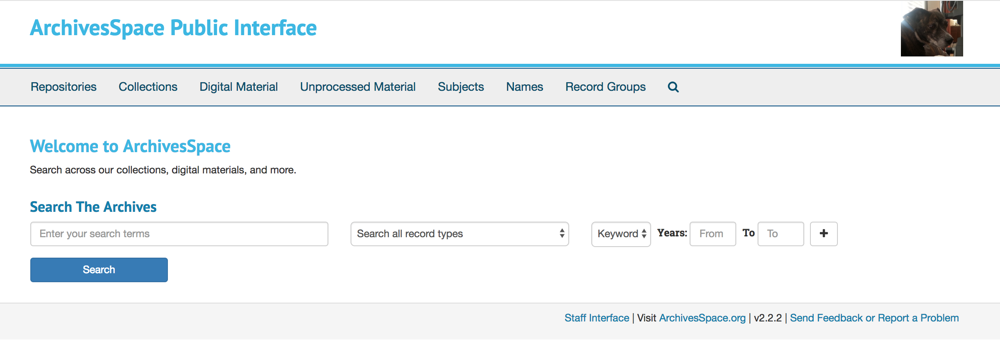 ArchivesSpace Public Interface
Repositories Collections Digital Material Unprocessed Material Subjects Names Record Groups
Welcome to ArchivesSpace
Search across our collections, digital materials, and more.
Search The Archives
Enter your search terms Search all record types Keyword Years: From To To +
Search
Staff Interface | Visit ArchivesSpace.org | v2.2.2 | Send Feedback or Report a Problem